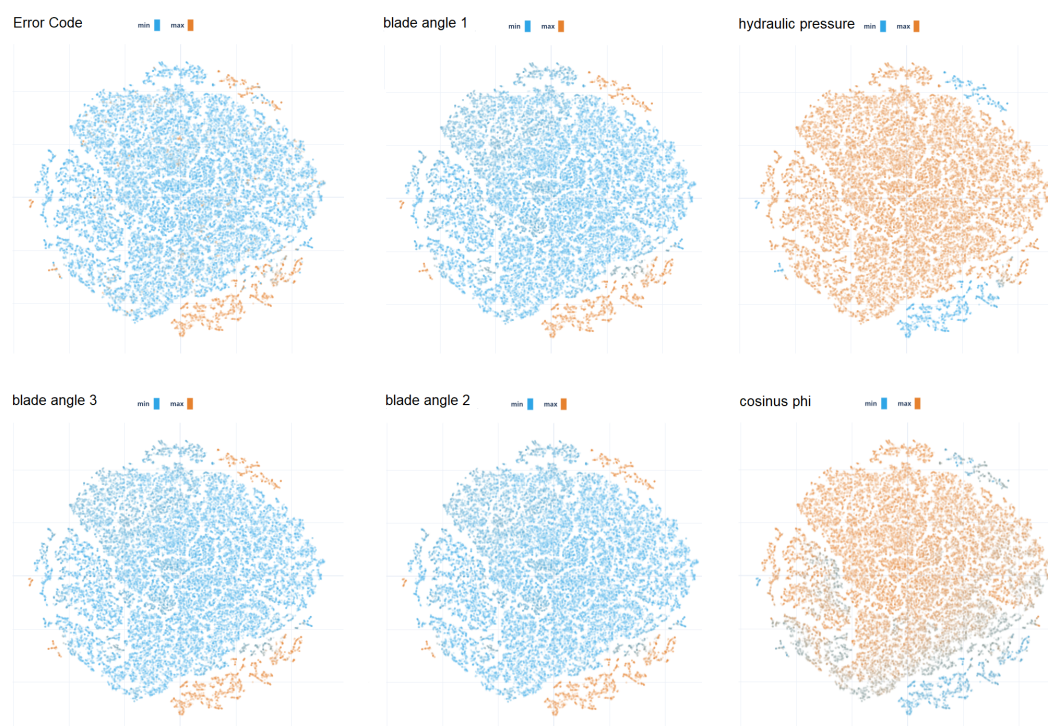 Error Code min max
blade angle 1 min max
hydraulic pressure min max
blade angle 3 min max
blade angle 2 min max
cosinus phi min max